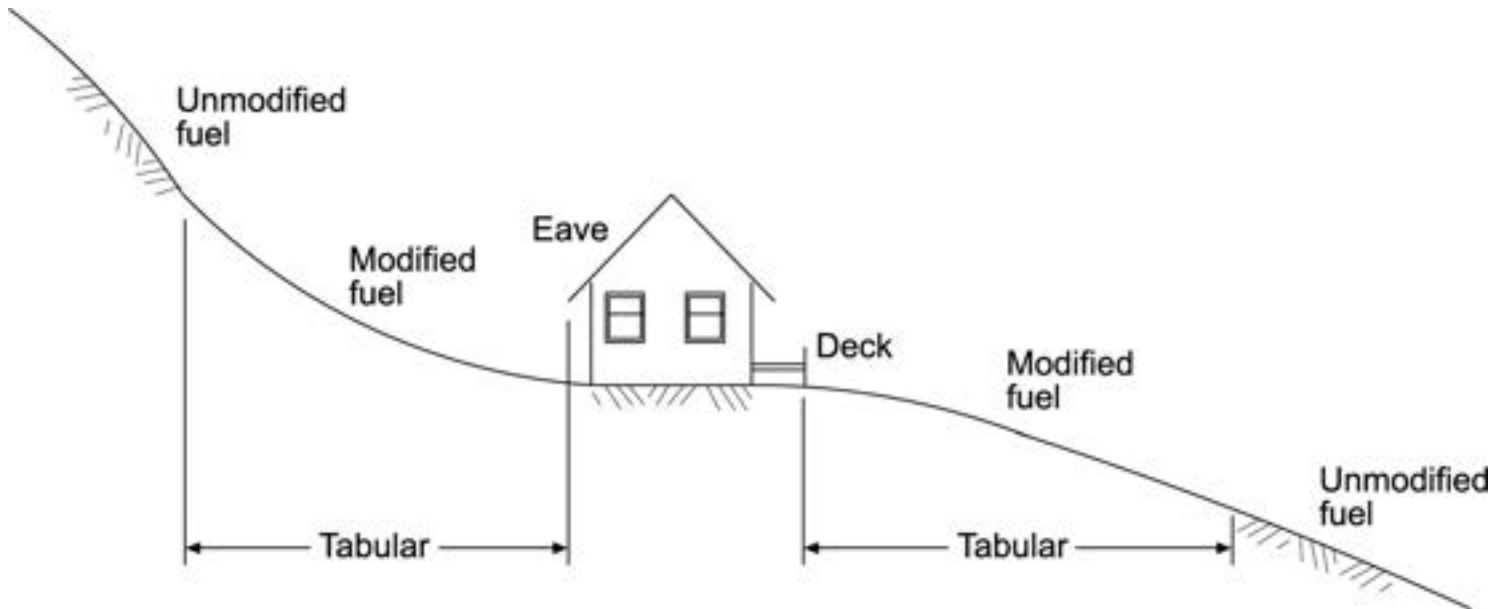 Unmodified
fuel
Eave
Modified
fuel
Deck
Modified
fuel
Unmodified
fuel
Tabular
Tabular